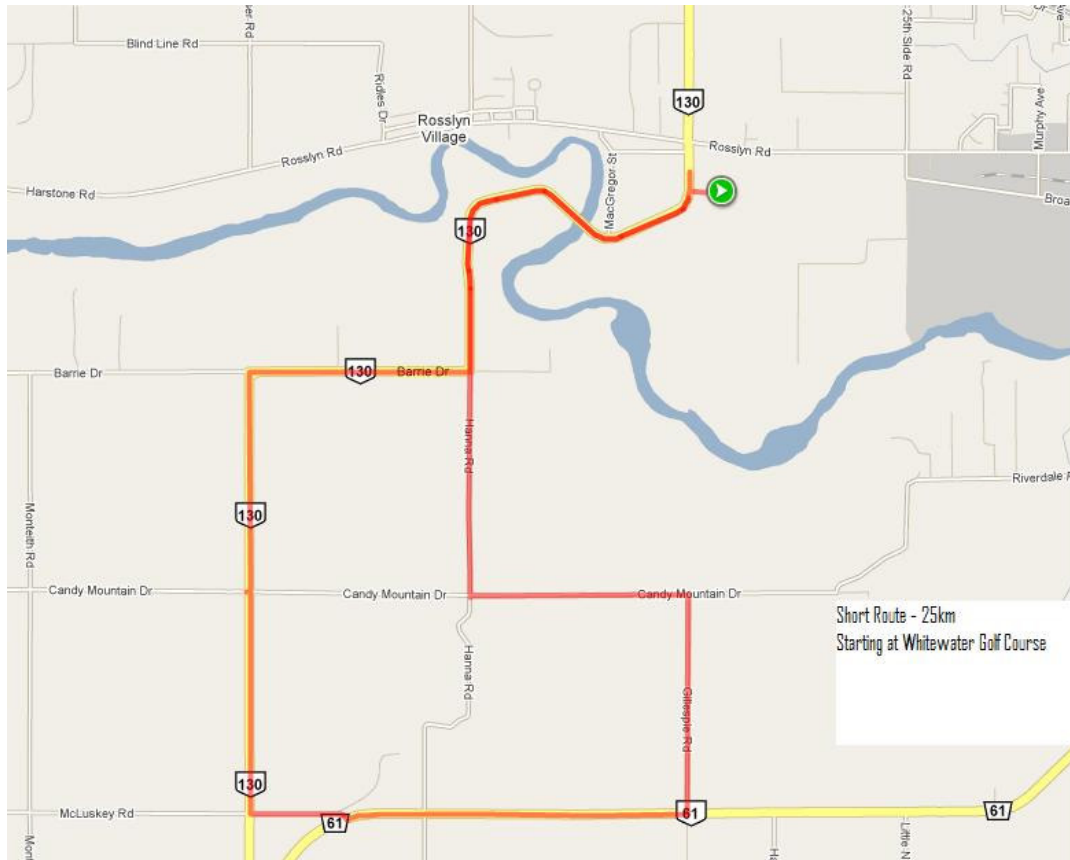 Blind Line Rd
Ridles Dr
25th Side Rd
Ave
130
Murphy Ave
Rosslyn
Village
Rosslyn Rd
Rosslyn Rd
MacGregor St
Harstone Rd
130
Barrie Dr
130
Barrie Dr
Hanna Rd
Riverdale
130
Monteith Rd
Candy Mountain Dr
Candy Mountain Dr
Candy Mountain Dr
Short Route - 25km
Starting at Whitewater Golf Course
Hanna Rd
Gillespie Rd
130
McLuskey Rd
61
61
61